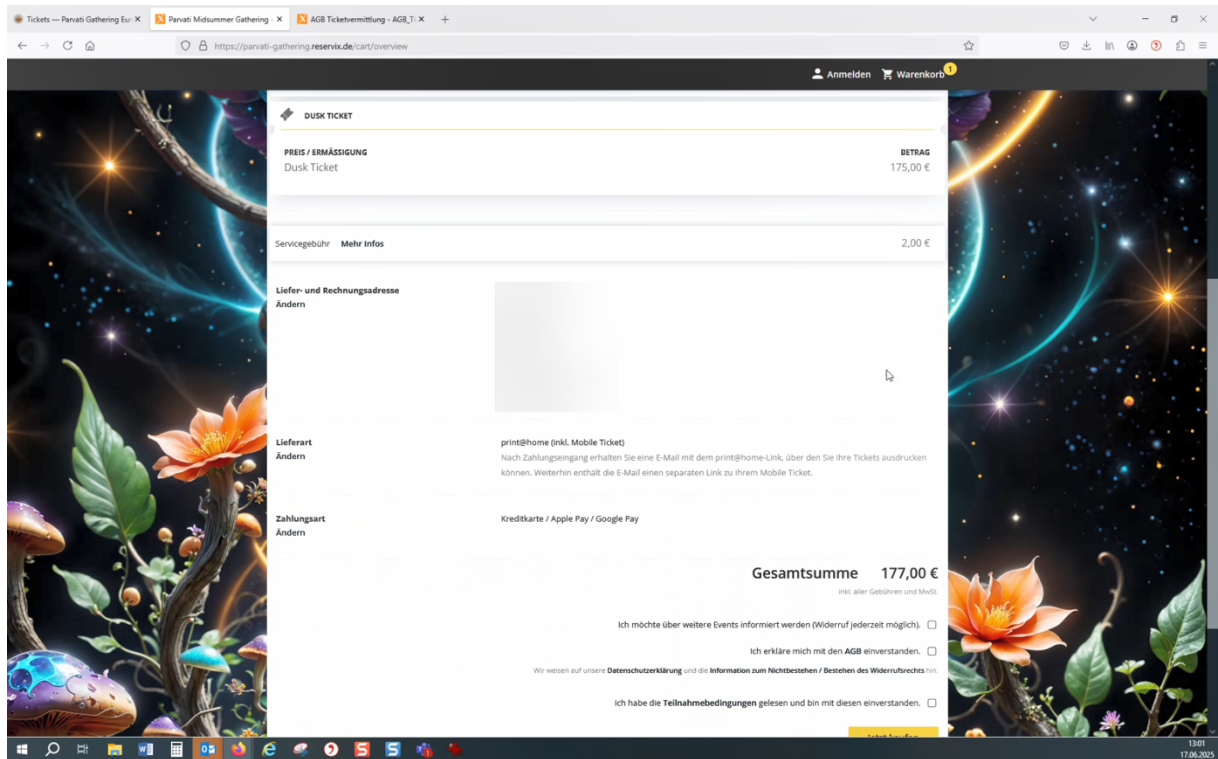 Tickets — Parvati Gathering Eur
Parvati Midsummer Gathering -
AGB Ticketvermittlung - AGB_Ti
https://parvati-gathering.reservix.de/cart/overview
Anmelden Warenkorb 1
DUSK TICKET
PREIS / ERMÄSSIGUNG BETRAG
Dusk Ticket 175,00 €
Servicegebühr Mehr Infos 2,00 €
Liefer- und Rechnungsadresse
Ändern
Lieferart print@home (inkl. Mobile Ticket)
Ändern Nach Zahlungseingang erhalten Sie eine E-Mail mit dem print@home-Link, über den Sie ihre Tickets ausdrucken
können. Weiterhin enthält die E-Mail einen separaten Link zu Ihrem Mobile Ticket.
Zahlungsart Kreditkarte / Apple Pay / Google Pay
Ändern
Gesamtsumme 177,00 €
inkl. aller Gebühren und MwSt.
Ich möchte über weitere Events informiert werden (Widerruf jederzeit möglich).
Ich erkläre mich mit den AGB einverstanden.
Wir weisen auf unsere Datenschutzerklärung und die Information zum Nichtbestehen / Bestehen des Widerrufsrechts hin.
Ich habe die Teilnahmebedingungen gelesen und bin mit diesen einverstanden.
Jetzt kaufen
13:01
17.06.2025